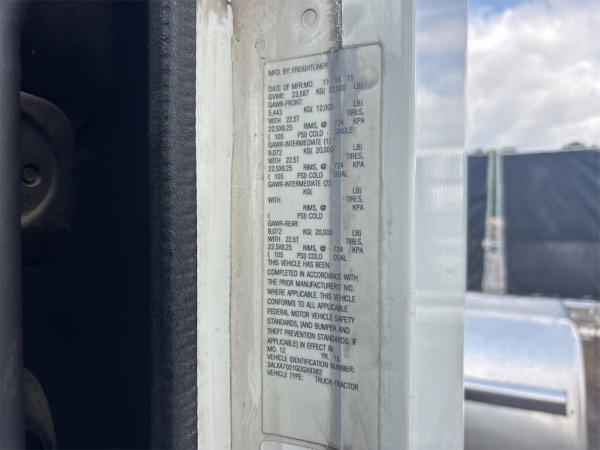 MFD. BY: FREIGHTLINER
DATE OF MFR:MO. 11 15
GVWR: 23,587 KG( 52,000 LB)
GAWR-FRONT:
5,443 KG( 12,000 LB)
WITH 22.5T TIRES,
22.5X8.25 RIMS, @ 724 KPA
( 105 PSI) COLD SINGLE
GAWR-INTERMEDIATE (1):
9,072 KG( 20,000 LB)
WITH 22.5T TIRES,
22.5X8.25 RIMS, @ 724 KPA
( 105 PSI) COLD DUAL
GAWR-INTERMEDIATE (2):
KG( LB)
WITH TIRES,
RIMS, @ KPA
( PSI) COLD
GAWR-REAR:
9,072 KG( 20,000 LB)
WITH 22.5T TIRES,
22.5X8.25 RIMS, @ 724 KPA
( 105 PSI) COLD DUAL
THIS VEHICLE HAS BEEN
COMPLETED IN ACCORDANCE WITH
THE PRIOR MANUFACTURERS' IVD,
WHERE APPLICABLE. THIS VEHICLE
CONFORMS TO ALL APPLICABLE
FEDERAL MOTOR VEHICLE SAFETY
STANDARDS, [AND BUMPER AND
THEFT PREVENTION STANDARDS, IF
APPLICABLE] IN EFFECT IN
MO. 12 YR. 15
VEHICLE IDENTIFICATION NUMBER:
3ALXA7001GDGX8362
VEHICLE TYPE: TRUCK-TRACTOR